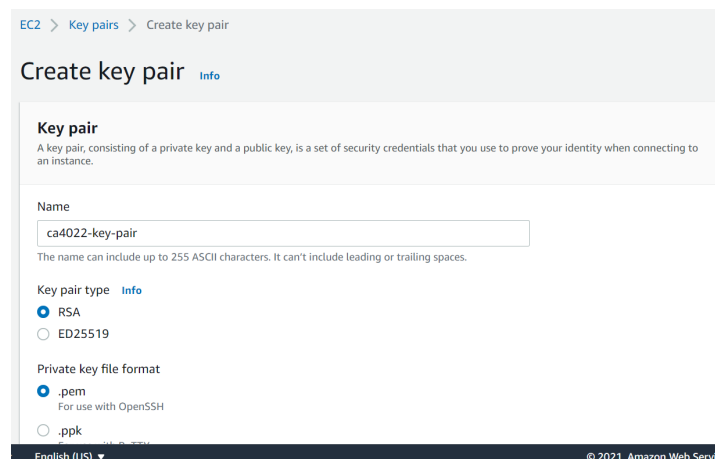 EC2 > Key pairs > Create key pair
Create key pair Info
Key pair
A key pair, consisting of a private key and a public key, is a set of security credentials that you use to prove your identity when connecting to
an instance.
Name
ca4022-key-pair
The name can include up to 255 ASCII characters. It can't include leading or trailing spaces.
Key pair type Info
RSA
ED25519
Private key file format
.pem
For use with OpenSSH
.ppk
English (US)
© 2021, Amazon Web